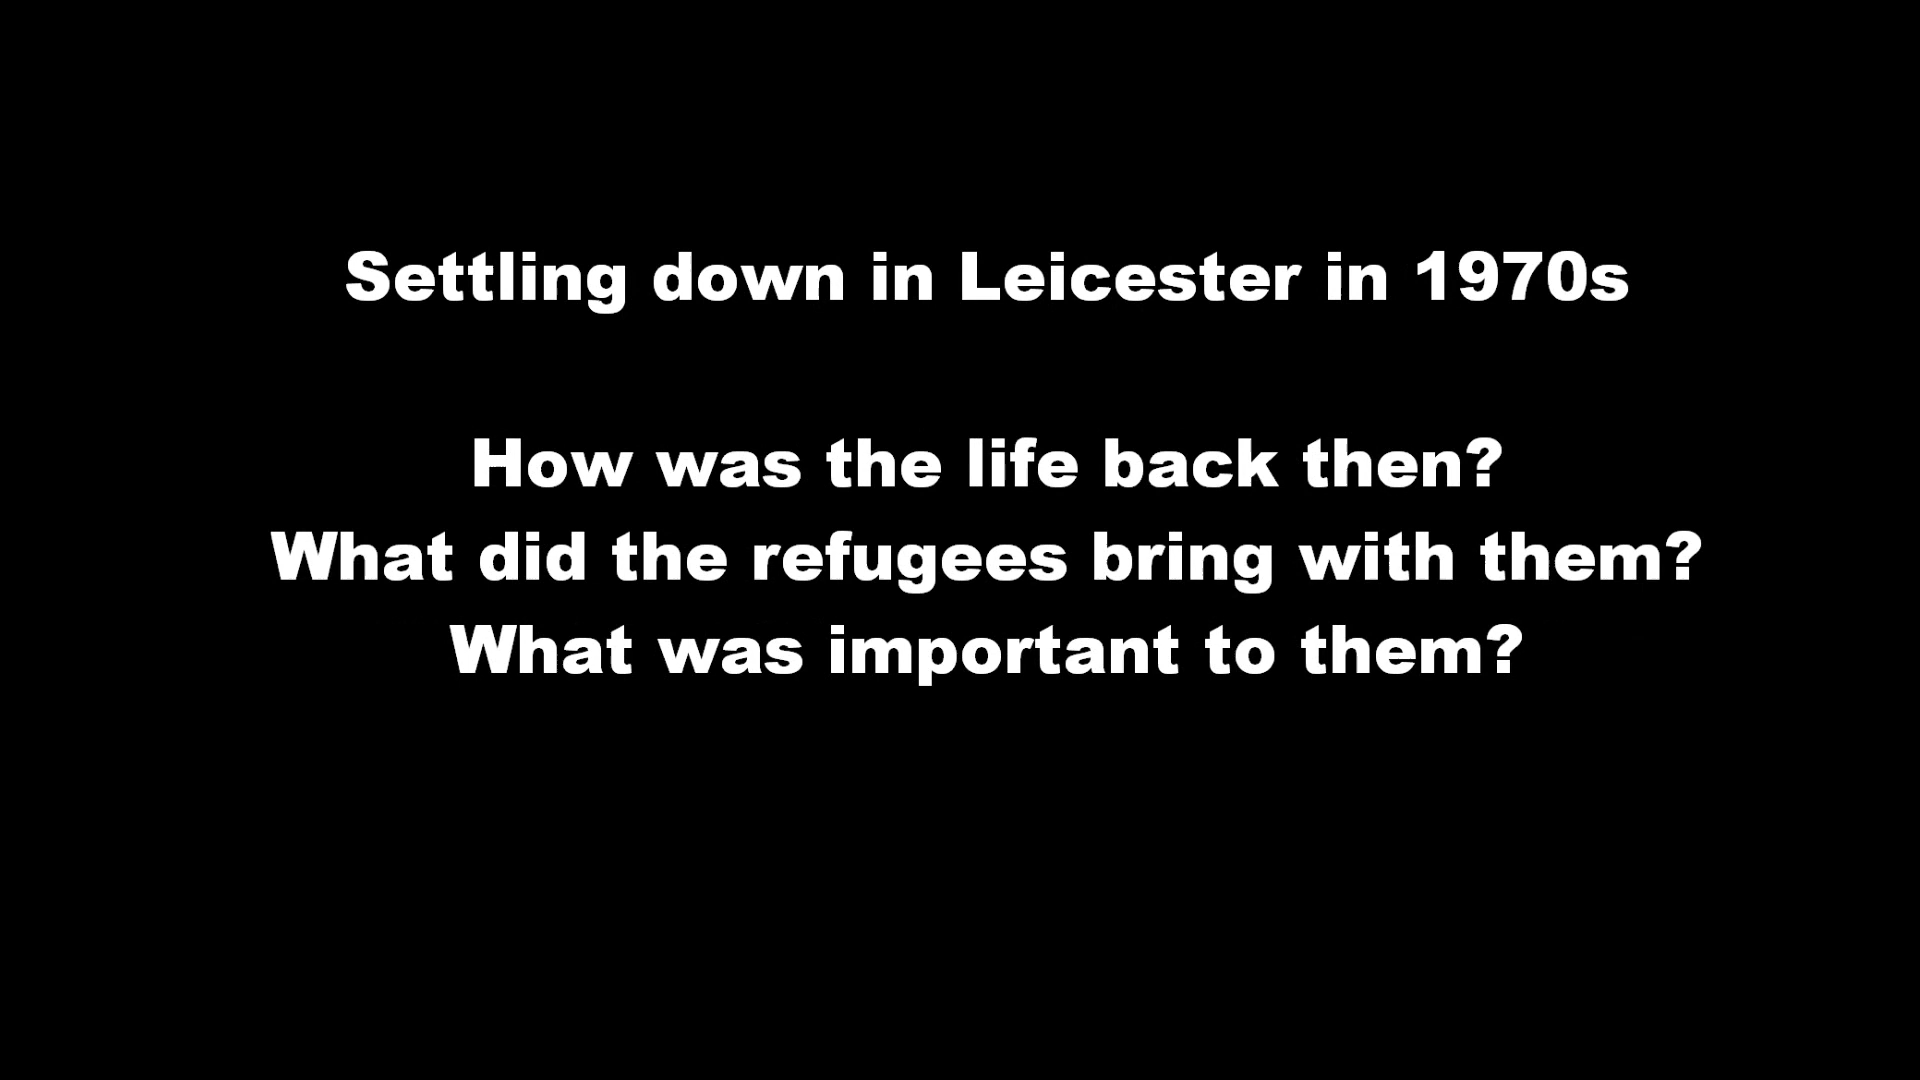 Settling down in Leicester in 1970s
How was the life back then?
What did the refugees bring with them?
What was important to them?